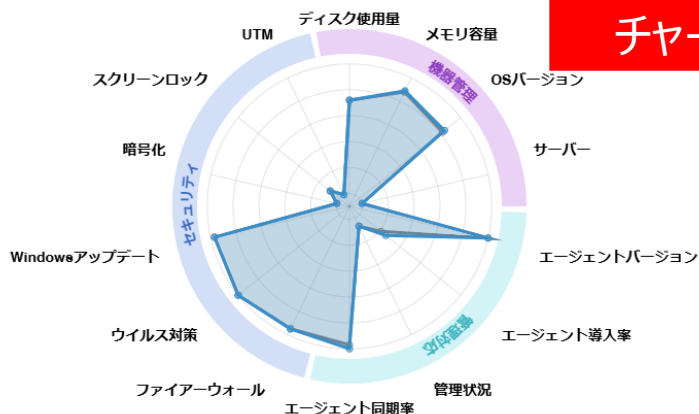 チャー
ディスク使用量
UTM
メモリ容量
機器管理
スクリーンロック
OSバージョン
暗号化
サーバー
セキュリティ
Windowsアップデート
エージェントバージョン
ウイルス対策
管理対応
エージェント導入率
ファイアーウォール
管理状況
エージェント同期率